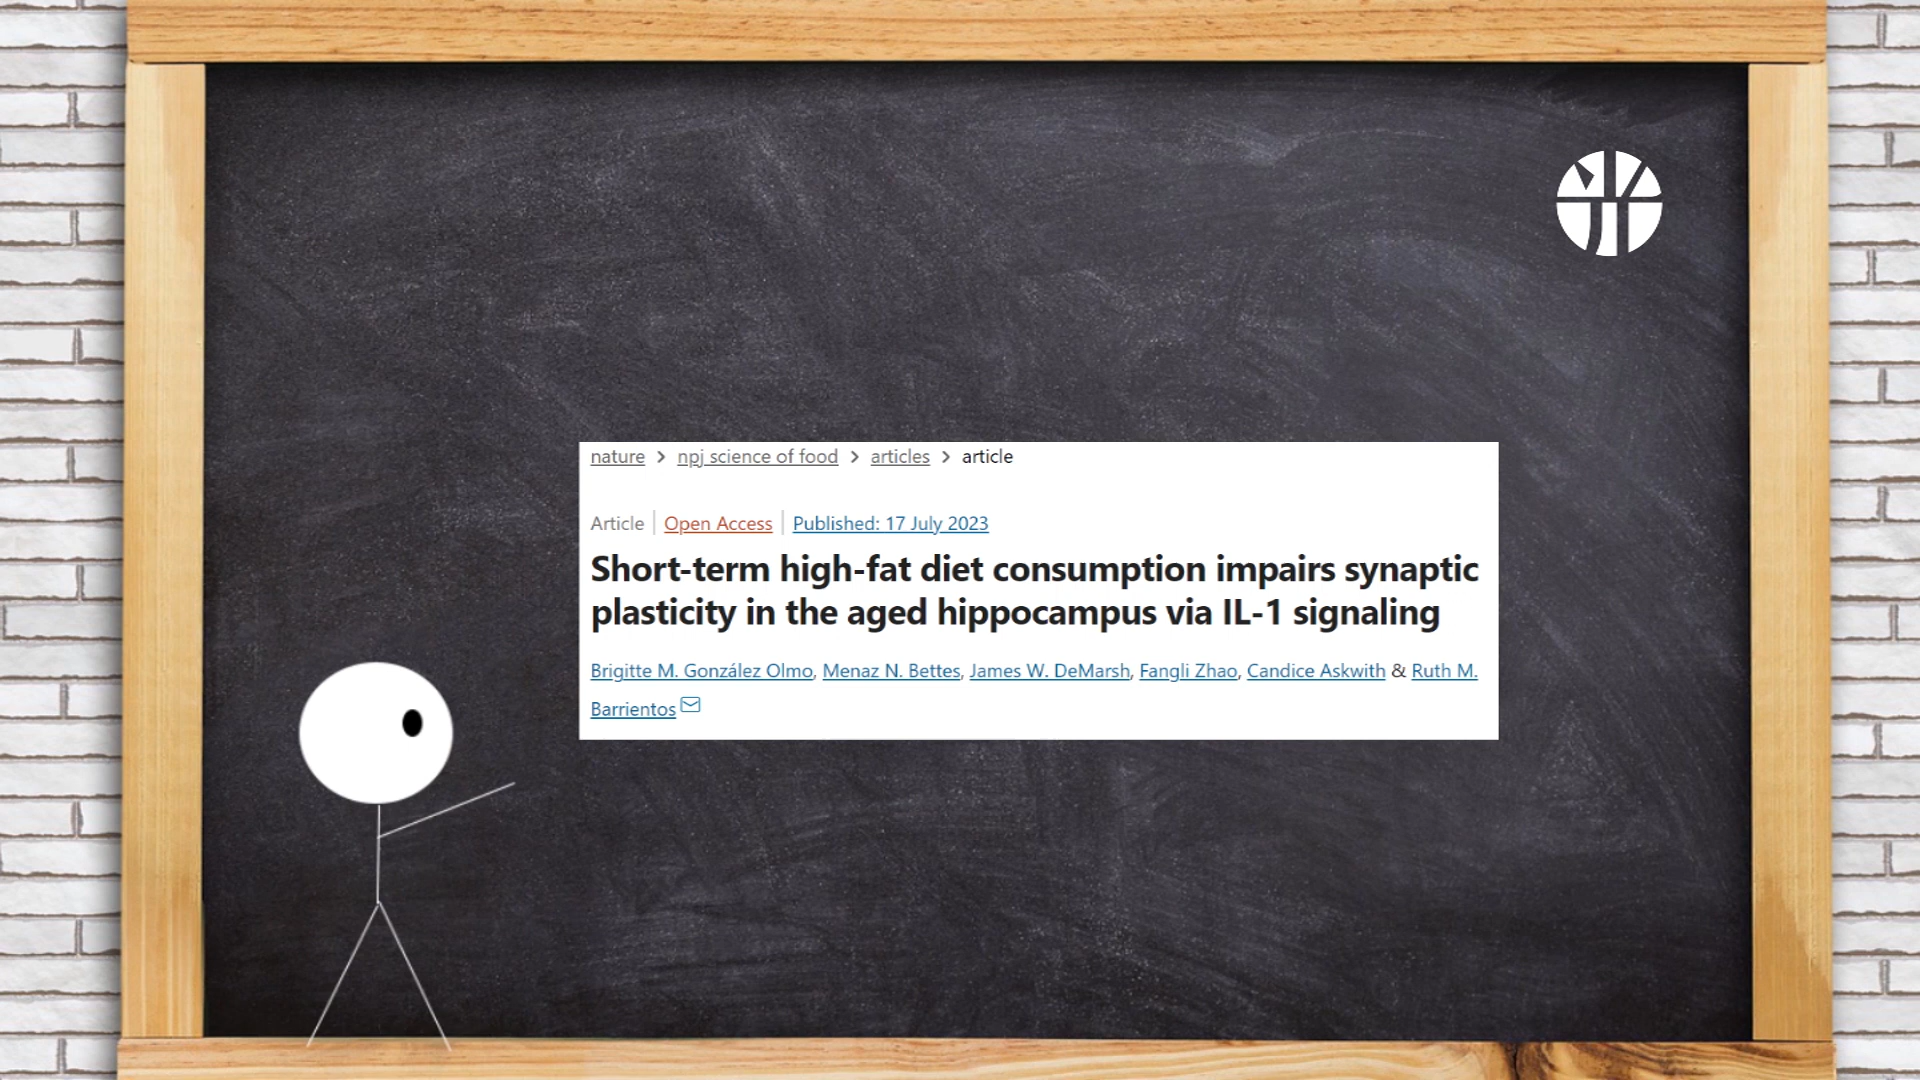 nature > npj science of food > articles > article
Article | Open Access | Published: 17 July 2023
Short-term high-fat diet consumption impairs synaptic
plasticity in the aged hippocampus via IL-1 signaling
Brigitte M. González Olmo, Menaz N. Bettes, James W. DeMarsh, Fangli Zhao, Candice Askwith & Ruth M.
Barrientos